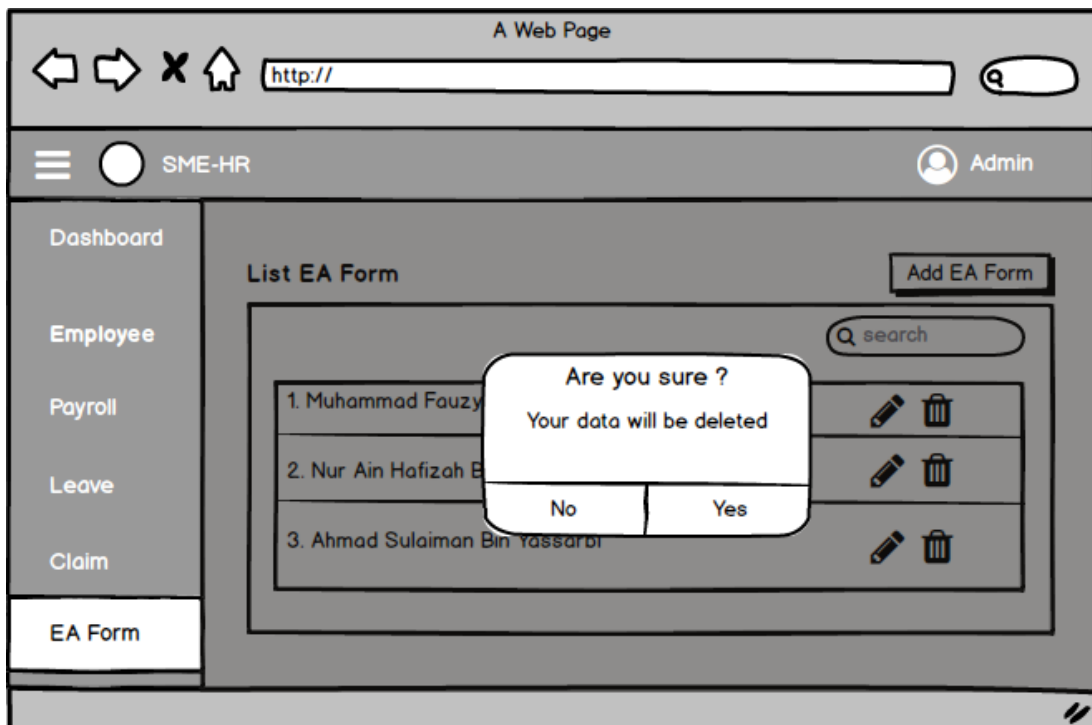 A Web Page
http://
SME-HR
Admin
Dashboard
Employee
Payroll
Leave
Claim
EA Form
List EA Form
Add EA Form
search
1. Muhammad Fauzy
2. Nur Ain Hafizah B
3. Ahmad Sulaiman Bin Yassarbi
Are you sure ?
Your data will be deleted
No
Yes